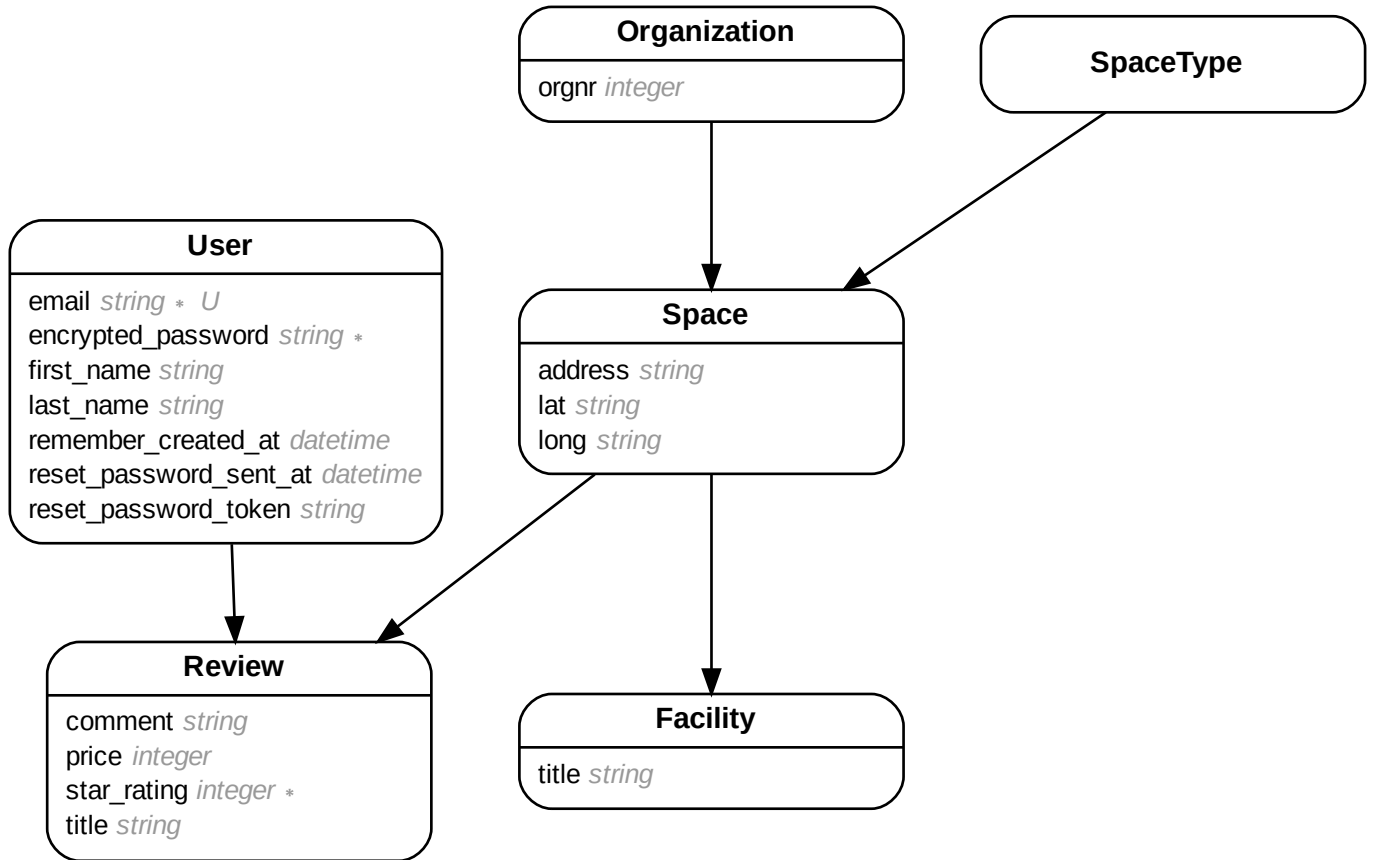 Organization
orgnr integer
SpaceType
User
email string * U
encrypted_password string *
first_name string
last_name string
remember_created_at datetime
reset_password_sent_at datetime
reset_password_token string
Space
address string
lat string
long string
Review
comment string
price integer
star_rating integer *
title string
Facility
title string